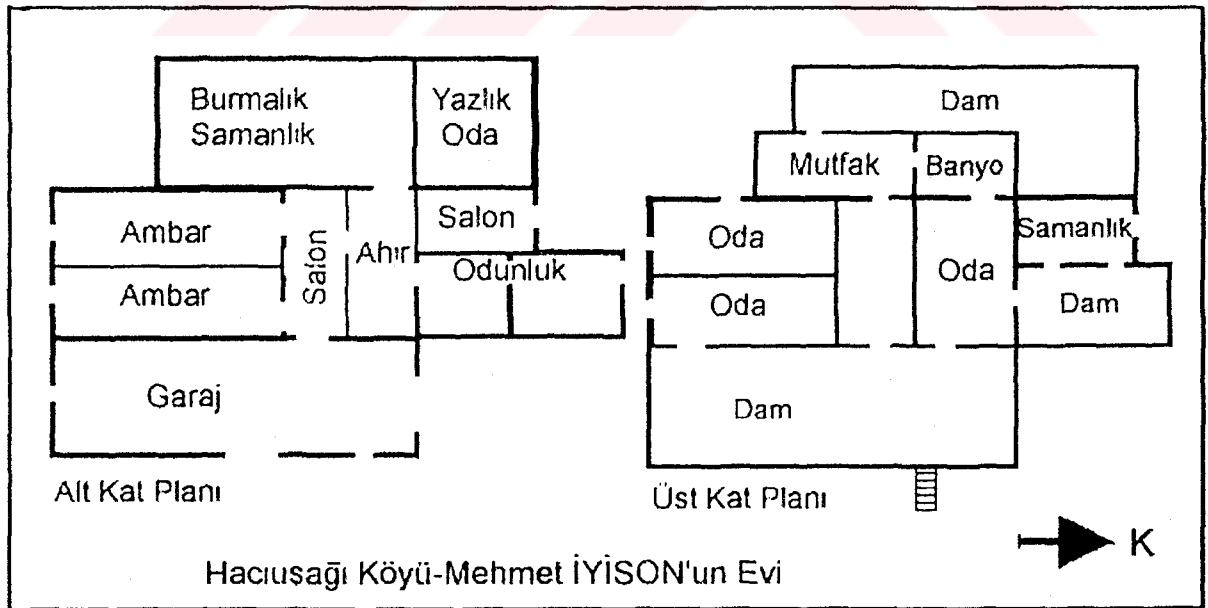 Burmalık
Samanlık
Yazlık
Oda
Ambar
Ambar
Salon
Ahır
Salon
Odunluk
Garaj
Alt Kat Planı
Dam
Mutfak
Banyo
Oda
Oda
Oda
Samanlık
Dam
Dam
Üst Kat Planı
K
Hacıuşağı Köyü-Mehmet İYİSON'un Evi